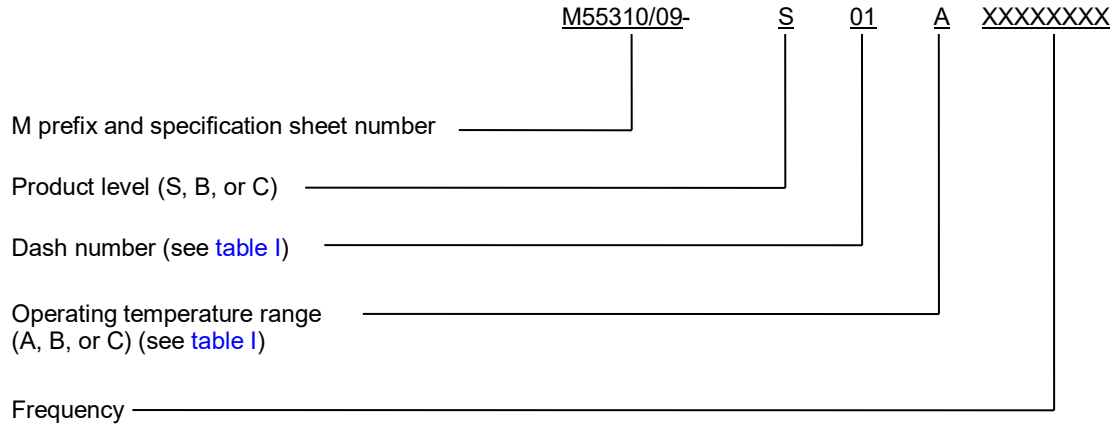 M55310/09- S 01 A XXXXXXXX
M prefix and specification sheet number
Product level (S, B, or C)
Dash number (see table I)
Operating temperature range
(A, B, or C) (see table I)
Frequency